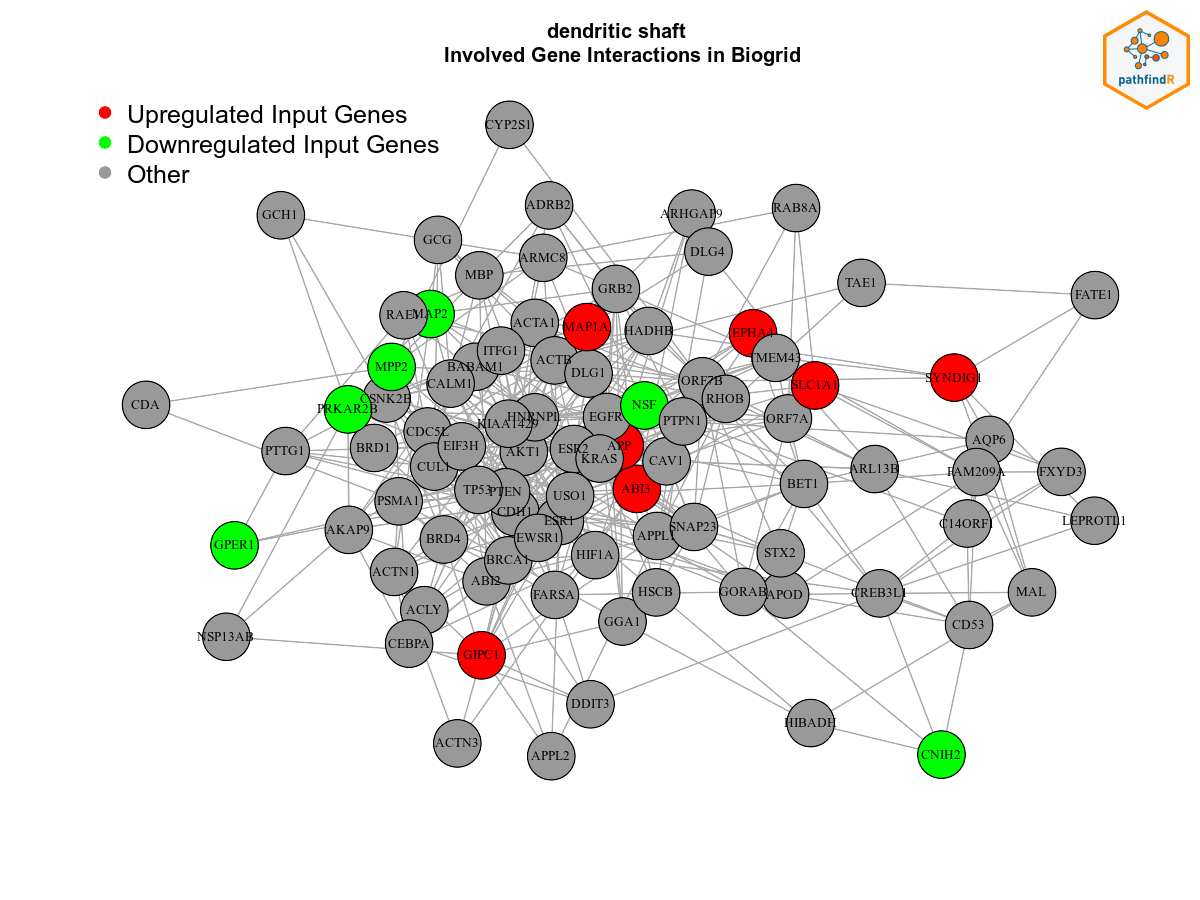 dendritic shaft
Involved Gene Interactions in Biogrid
pathfindR
Upregulated Input Genes
Downregulated Input Genes
Other
CYP2S1
GCH1
ADRB2
ARHGAP9
RAB8A
GCG
DLG4
ARMC8
MBP
GRB2
TAE1
FATE1
RAE1
MAP2
ACTA1
MAP1A
HADHB
EPHA4
ITFG1
ACTB
TMEM43
MPP2
BABAM1
DLG1
CALM1
ORF7B
SLC1A1
SYNDIG1
CDA
PRKAR2B
CSNK2B
NSF
RHOB
KIAA1429
HNRNPL
EGFR
PTPN1
ORF7A
CDC5L
AQP6
PTTG1
BRD1
EIF3H
AKT1
ESR2
APP
KRAS
CAV1
CUL1
ARL13B
FAM209A
FXYD3
TP53
PTEN
ABI3
BET1
PSMA1
USO1
CDH1
ESR1
AKAP9
EWSR1
APPL1
SNAP23
C14ORF1
LEPROTL1
GPER1
BRD4
HIF1A
STX2
BRCA1
ACTN1
ABI2
FARSA
HSCB
GORAB
APOD
CREB3L1
MAL
ACLY
GGA1
CD53
NSP13AB
CEBPA
GIPC1
DDIT3
HIBADH
ACTN3
APPL2
CNIH2